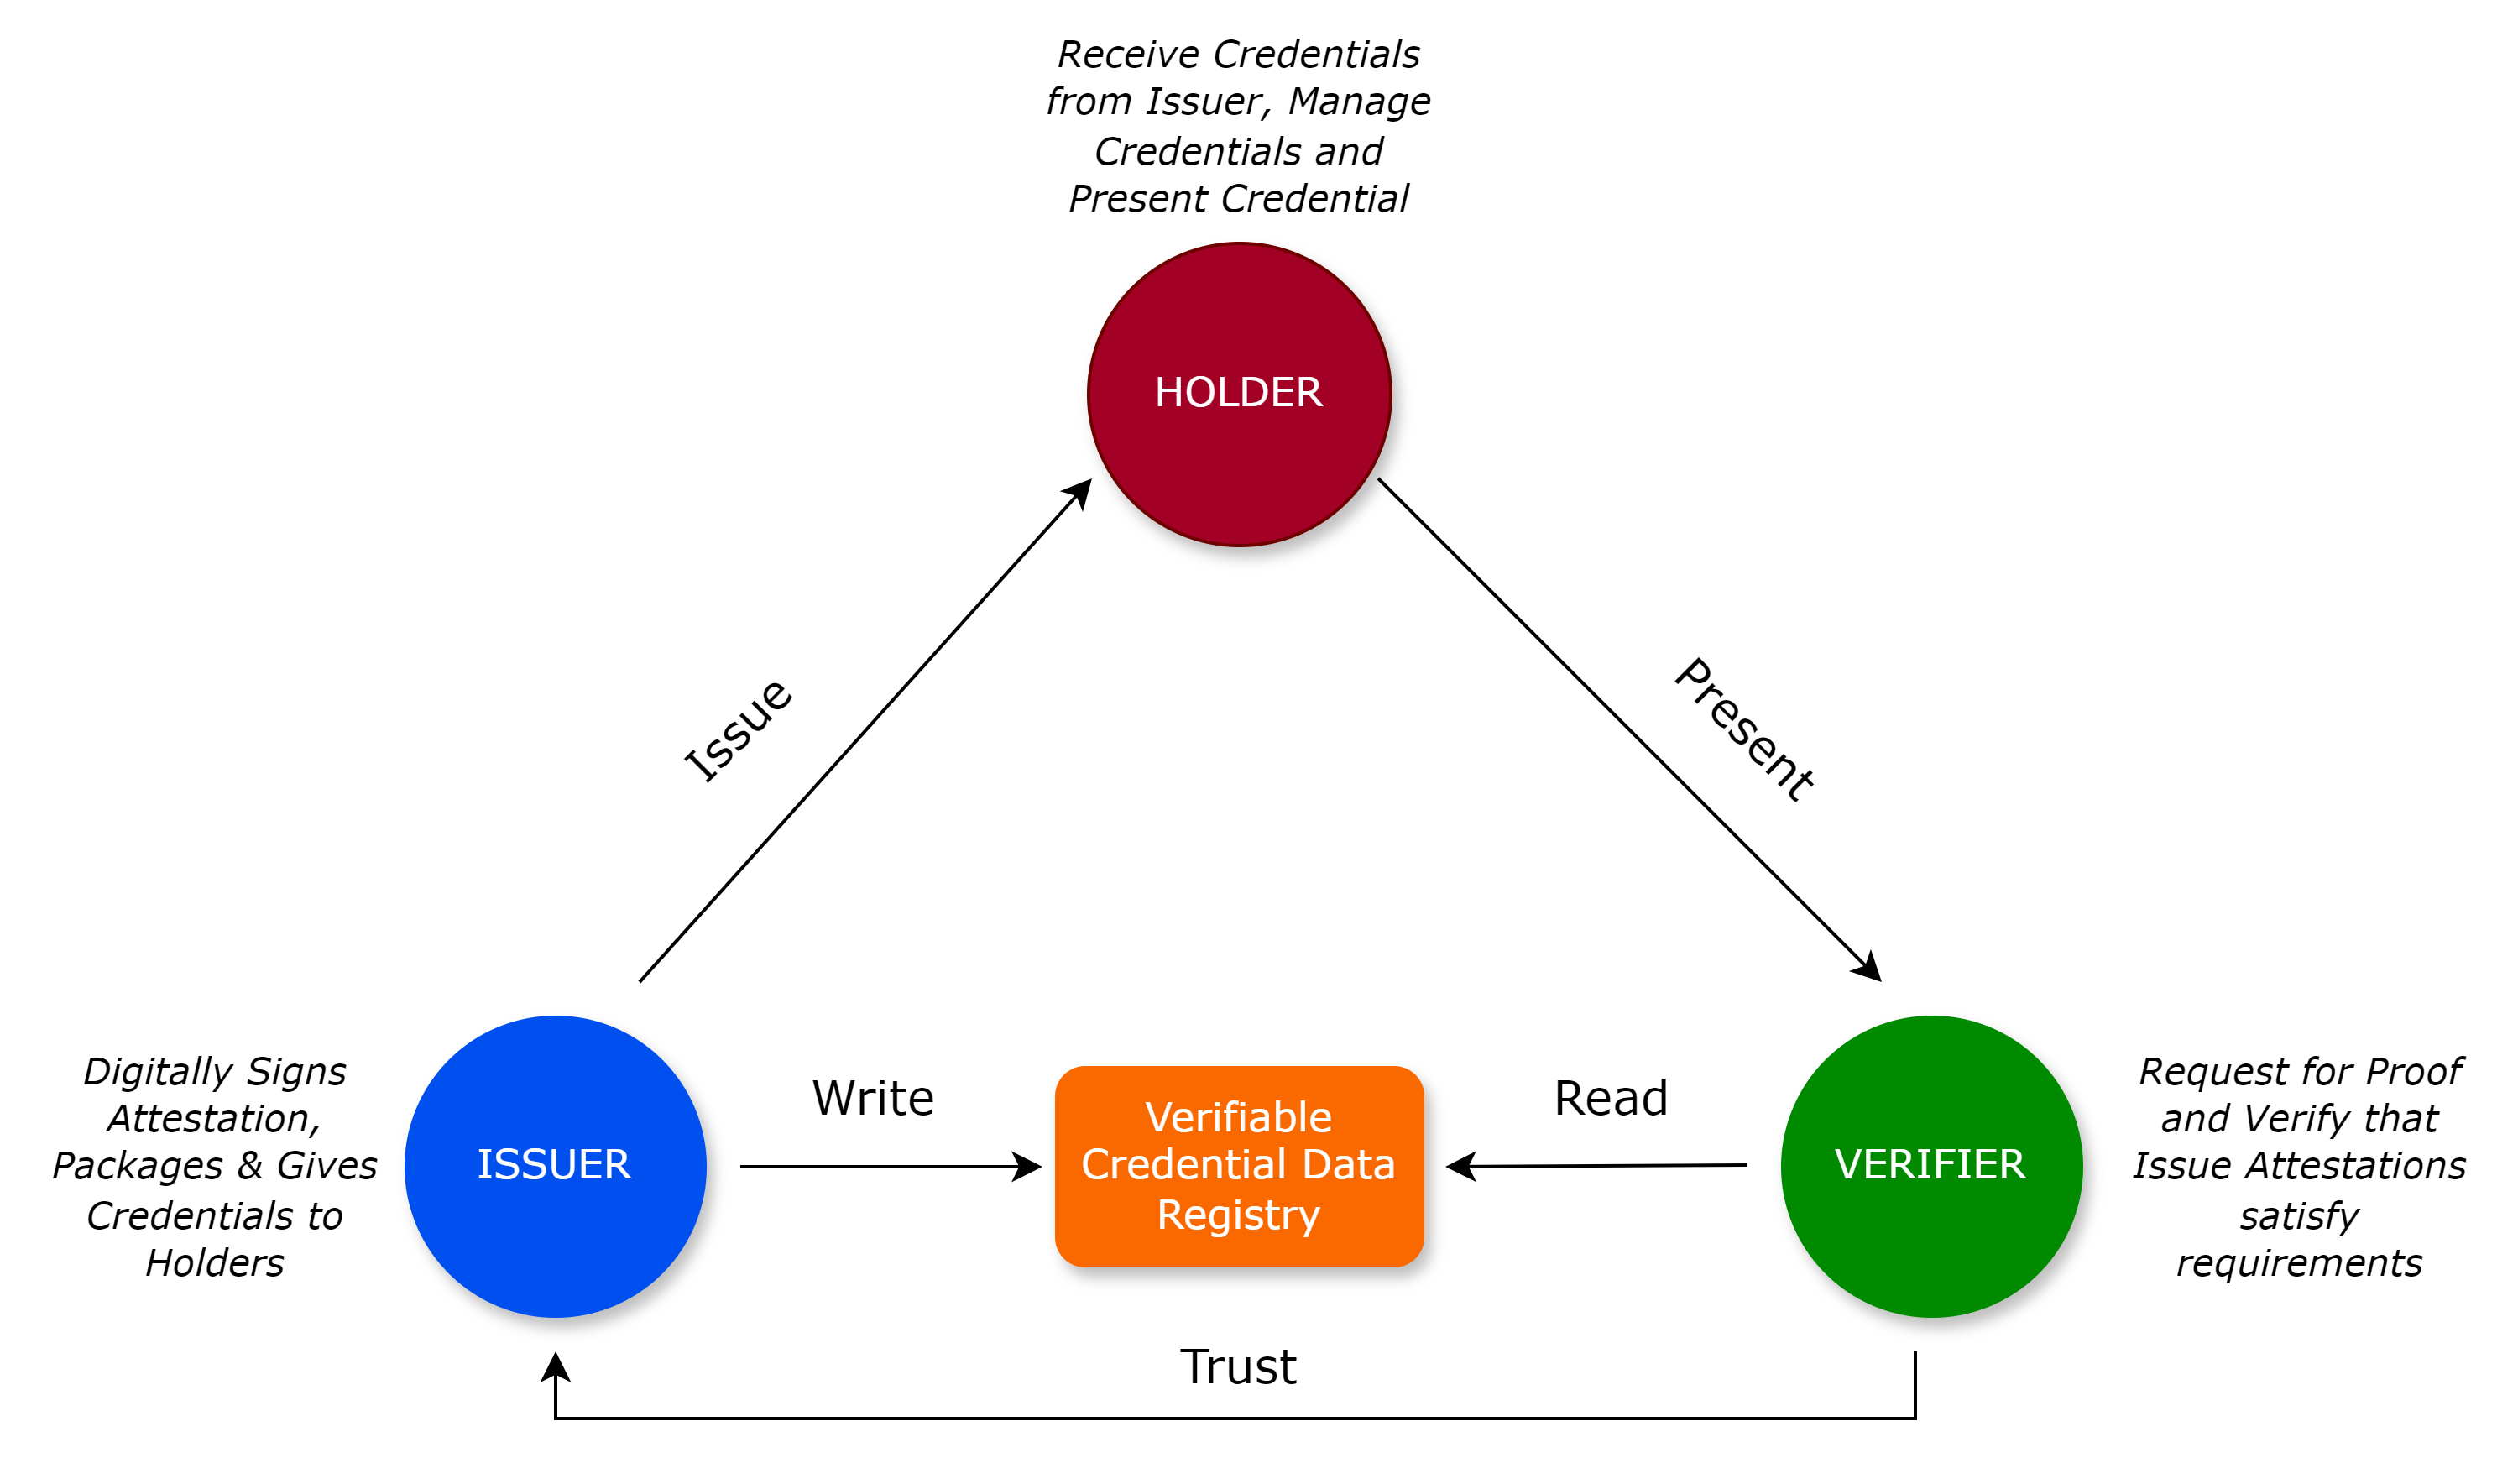 Receive Credentials
from Issuer, Manage
Credentials and
Present Credential
HOLDER
Issue
Present
Digitally Signs
Attestation,
Packages & Gives
Credentials to
Holders
ISSUER
Write
Verifiable
Credential Data
Registry
Read
VERIFIER
Request for Proof
and Verify that
Issue Attestations
satisfy
requirements
Trust